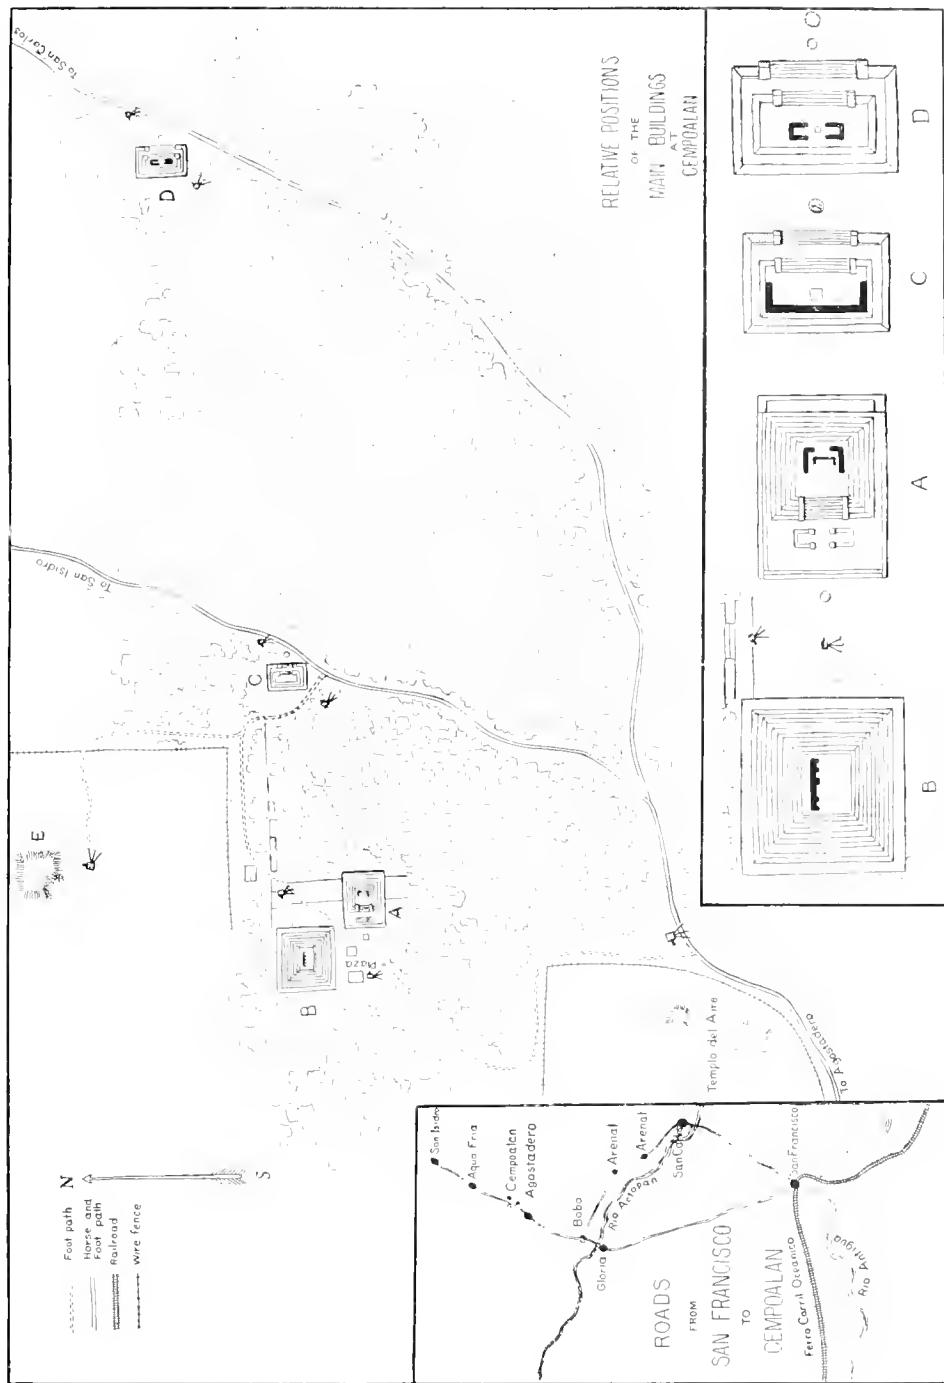 To San Carlos
D
RELATIVE POSITIONS
OF THE
MAIN BUILDINGS
AT
CEMPOALAN
D
C
A
B
To San Isidro
C
E
A
B
Plaza
Templo del Aire
To Agostadero
N
S
Foot path
Horse and
Foot path
Railroad
Wire fence
San Isidro
Aqua Fria
Cempoalen
Agostadero
Arenal
Arenal
San Carlos
Bobo
Rio Actopan
Gloria
ROADS
FROM
SAN FRANCISCO
TO
CEMPOALAN
San Francisco
Ferro Carril Oceanico
Rio Antigua